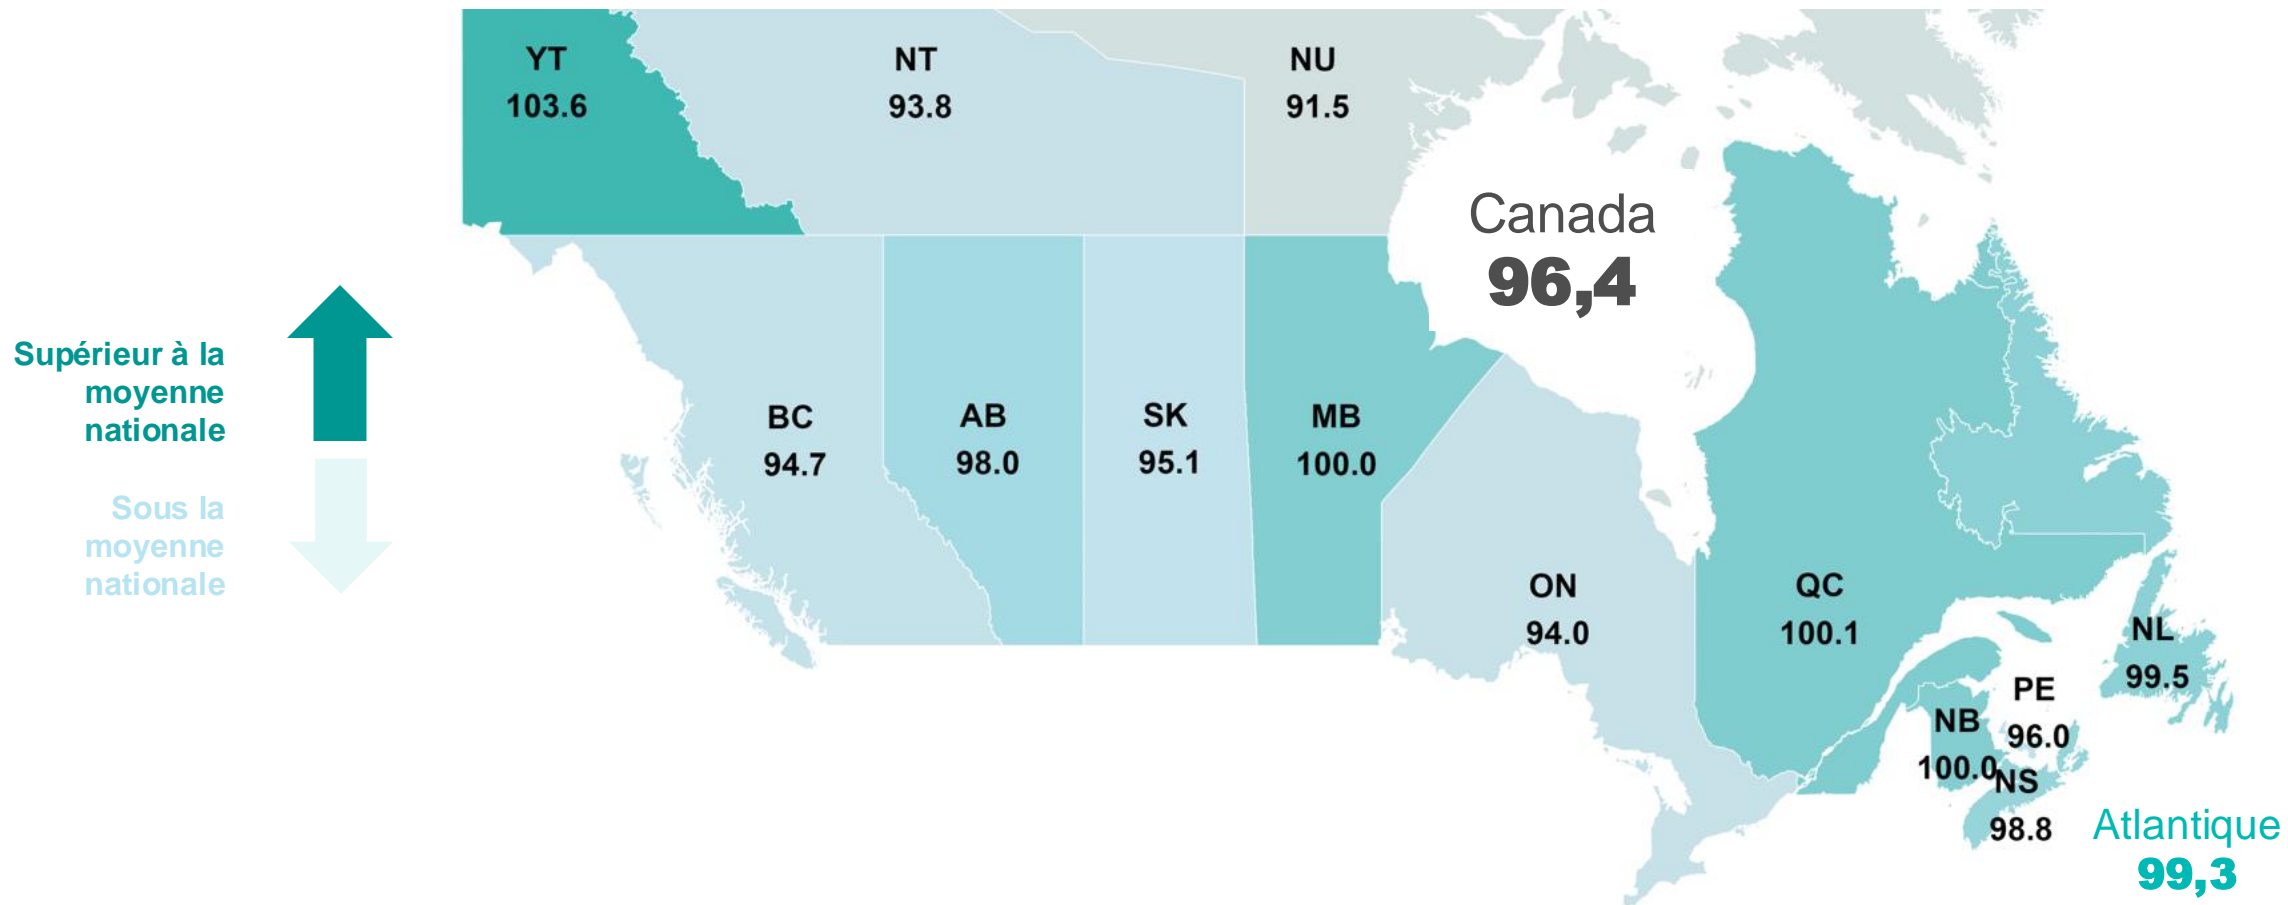 YT
103.6
NT
93.8
NU
91.5
Canada
96,4
Supérieur à la
moyenne
nationale
Sous la
moyenne
nationale
BC
94.7
AB
98.0
SK
95.1
MB
100.0
ON
94.0
QC
100.1
NL
99.5
PE
96.0
NB
100.0
NS
98.8
Atlantique
99,3